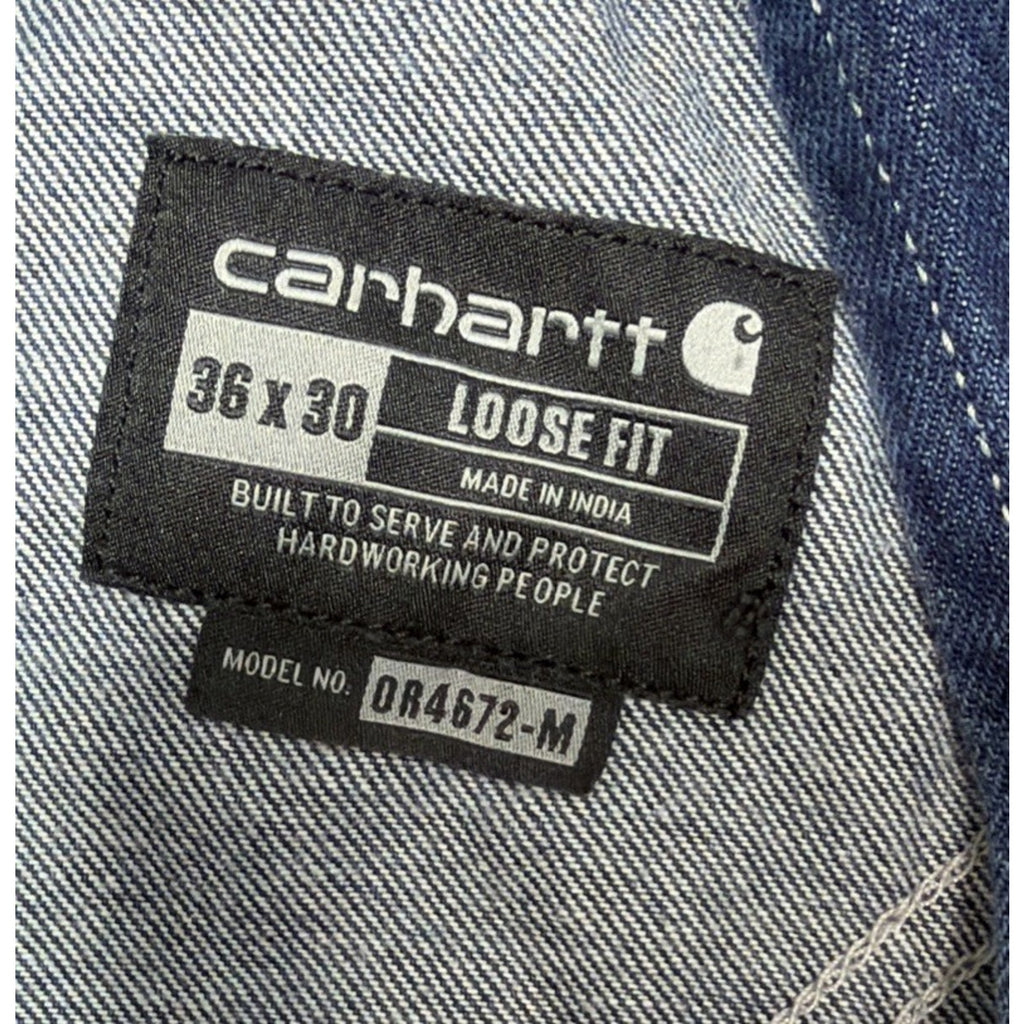 carhartt
36 x 30
LOOSE FIT
MADE IN INDIA
BUILT TO SERVE AND PROTECT
HARDWORKING PEOPLE
MODEL NO. OR4672-M